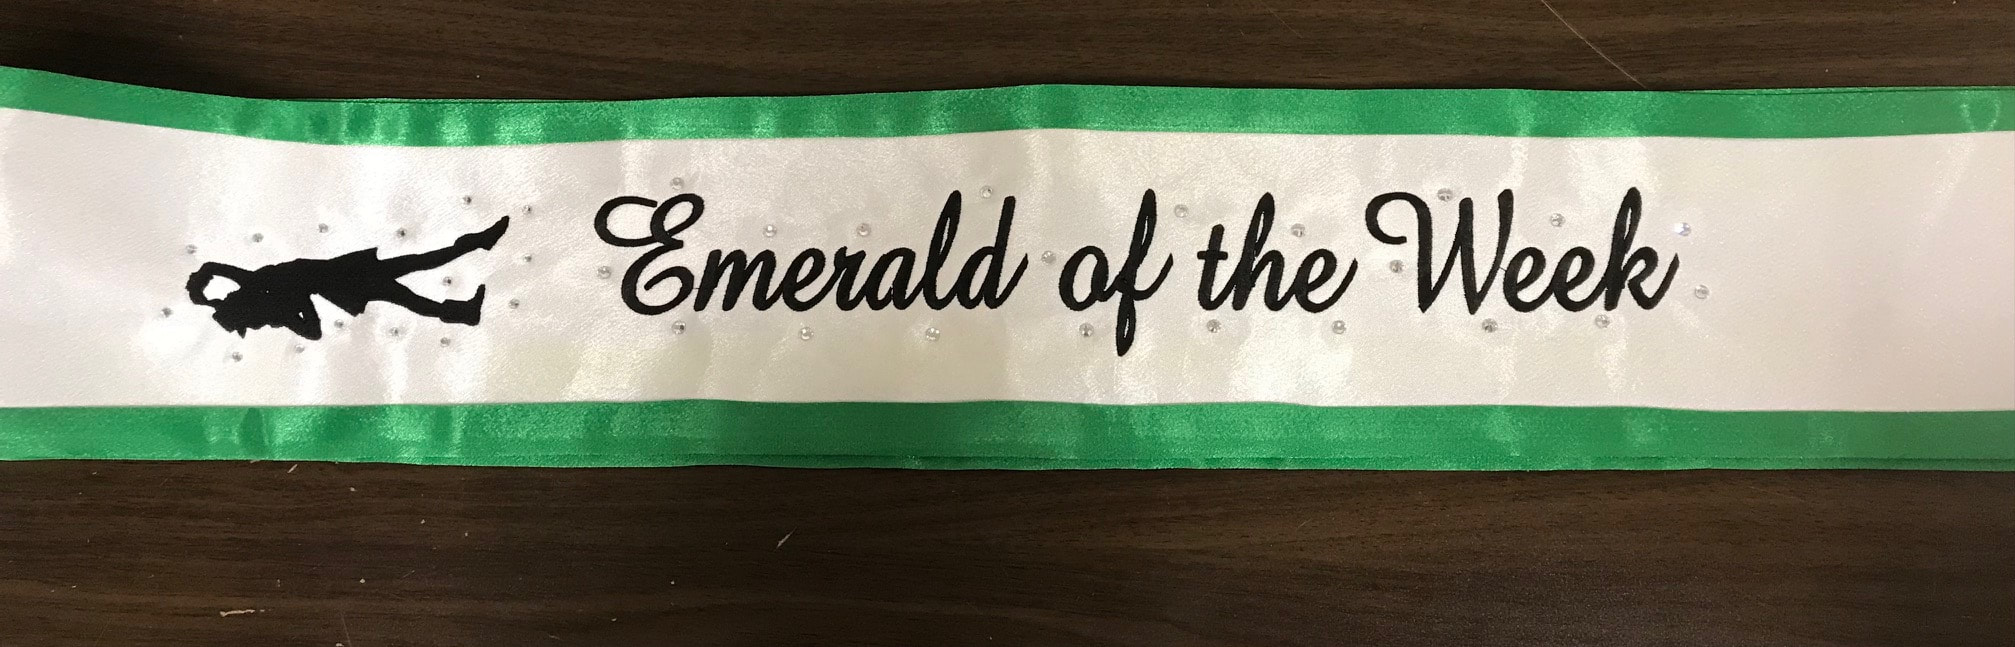 Emerald of the Week